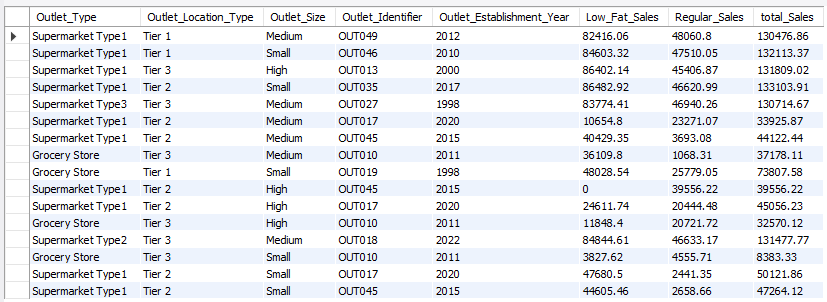 Outlet_Type Outlet_Location_Type Outlet_Size Outlet_Identifier Outlet_Establishment_Year Low_Fat_Sales Regular_Sales total_Sales
Supermarket Type1 Tier 1 Medium OUT049 2012 82416.06 48060.8 130476.86
Supermarket Type1 Tier 1 Small OUT046 2010 84603.32 47510.05 132113.37
Supermarket Type1 Tier 3 High OUT013 2000 86402.14 45406.87 131809.02
Supermarket Type1 Tier 2 Small OUT035 2017 86482.92 46620.99 133103.91
Supermarket Type3 Tier 3 Medium OUT027 1998 83774.41 46940.26 130714.67
Supermarket Type1 Tier 2 Medium OUT017 2020 10654.8 23271.07 33925.87
Supermarket Type1 Tier 2 Medium OUT045 2015 40429.35 3693.08 44122.44
Grocery Store Tier 3 Medium OUT010 2011 36109.8 1068.31 37178.11
Grocery Store Tier 1 Small OUT019 1998 48028.54 25779.05 73807.58
Supermarket Type1 Tier 2 High OUT045 2015 0 39556.22 39556.22
Supermarket Type1 Tier 2 High OUT017 2020 24611.74 20444.48 45056.23
Grocery Store Tier 3 High OUT010 2011 11848.4 20721.72 32570.12
Supermarket Type2 Tier 3 Medium OUT018 2022 84844.61 46633.17 131477.77
Grocery Store Tier 3 Small OUT010 2011 3827.62 4555.71 8383.33
Supermarket Type1 Tier 2 Small OUT017 2020 47680.5 2441.35 50121.86
Supermarket Type1 Tier 2 Small OUT045 2015 44605.46 2658.66 47264.12